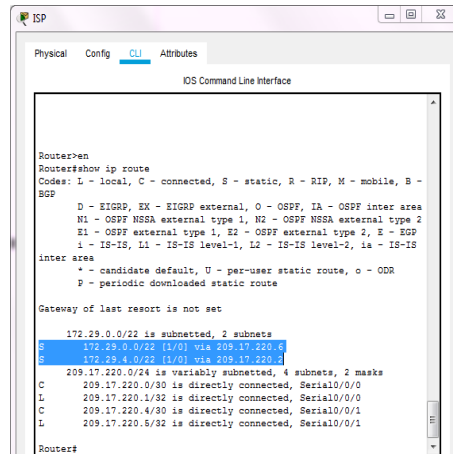 ISP
Physical Config CLI Attributes
IOS Command Line Interface
Router>en
Router#show ip route
Codes: L - local, C - connected, S - static, R - RIP, M - mobile, B -
BGP
D - EIGRP, EX - EIGRP external, O - OSPF, IA - OSPF inter area
N1 - OSPF NSSA external type 1, N2 - OSPF NSSA external type 2
E1 - OSPF external type 1, E2 - OSPF external type 2, E - EGP
i - IS-IS, L1 - IS-IS level-1, L2 - IS-IS level-2, ia - IS-IS
inter area
* - candidate default, U - per-user static route, o - ODR
P - periodic downloaded static route
Gateway of last resort is not set
172.29.0.0/22 is subnetted, 2 subnets
S 172.29.0.0/22 [1/0] via 209.17.220.6
S 172.29.4.0/22 [1/0] via 209.17.220.2
209.17.220.0/24 is variably subnetted, 4 subnets, 2 masks
C 209.17.220.0/30 is directly connected, Serial0/0/0
L 209.17.220.1/32 is directly connected, Serial0/0/0
C 209.17.220.4/30 is directly connected, Serial0/0/1
L 209.17.220.5/32 is directly connected, Serial0/0/1
Router#